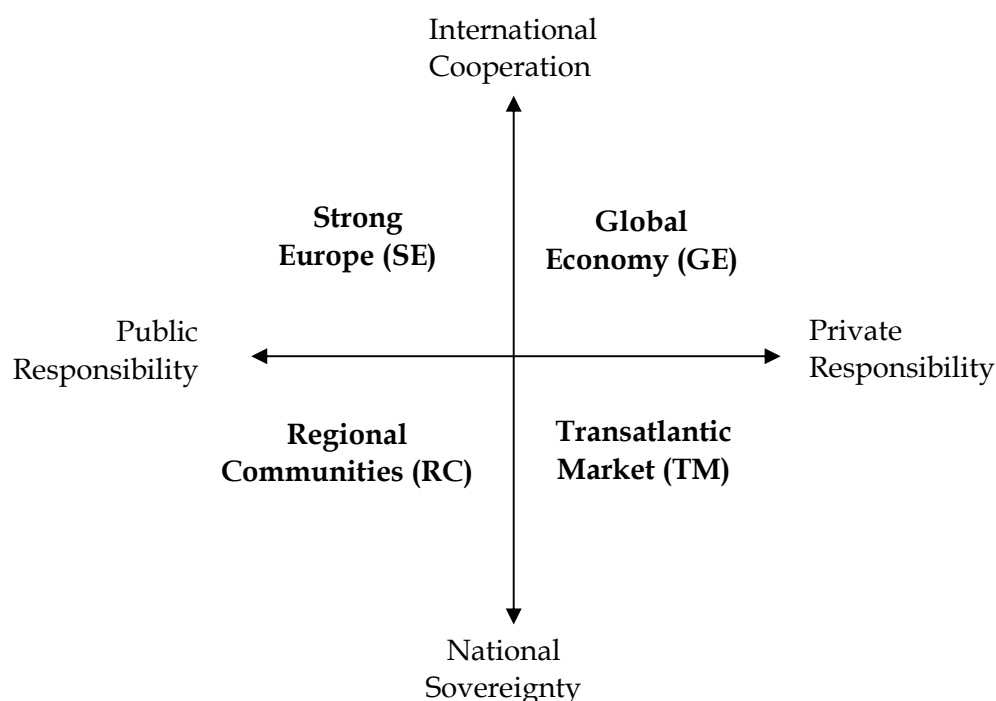 International
Cooperation
Strong
Europe (SE)
Global
Economy (GE)
Public
Responsibility
Private
Responsibility
Regional
Communities (RC)
Transatlantic
Market (TM)
National
Sovereignty